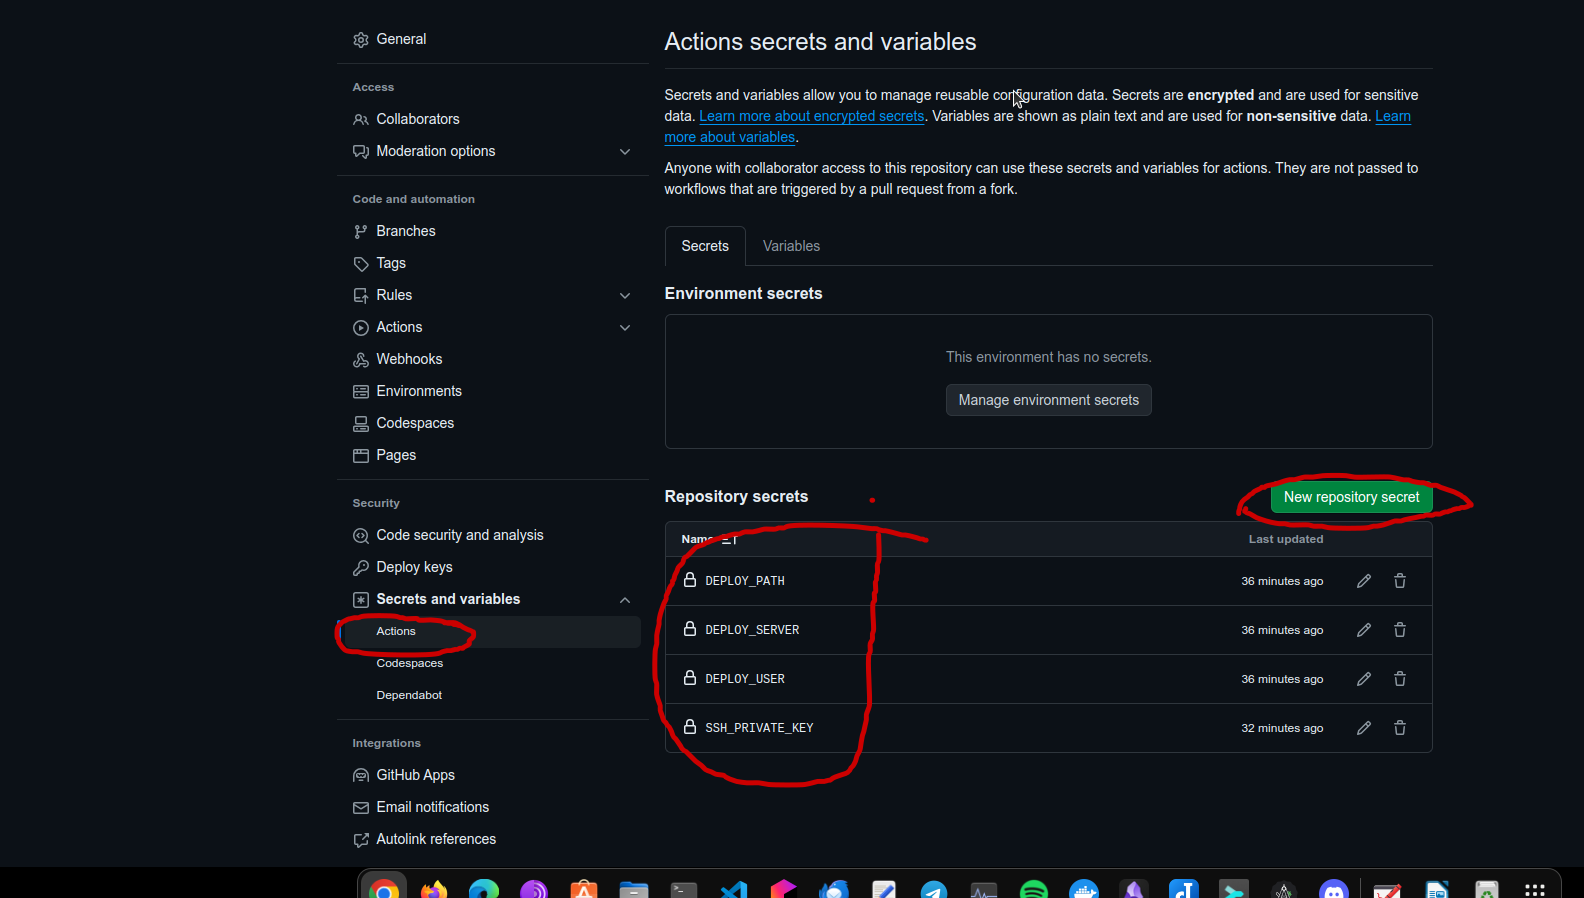 General
Access
Collaborators
Moderation options
Code and automation
Branches
Tags
Rules
Actions
Webhooks
Environments
Codespaces
Pages
Security
Code security and analysis
Deploy keys
Secrets and variables
Actions
Codespaces
Dependabot
Integrations
GitHub Apps
Email notifications
Autolink references
Actions secrets and variables
Secrets and variables allow you to manage reusable configuration data. Secrets are encrypted and are used for sensitive
data. Learn more about encrypted secrets. Variables are shown as plain text and are used for non-sensitive data. Learn
more about variables.
Anyone with collaborator access to this repository can use these secrets and variables for actions. They are not passed to
workflows that are triggered by a pull request from a fork.
Secrets Variables
Environment secrets
This environment has no secrets.
Manage environment secrets
Repository secrets New repository secret
Name Last updated
DEPLOY_PATH 36 minutes ago
DEPLOY_SERVER 36 minutes ago
DEPLOY_USER 36 minutes ago
SSH_PRIVATE_KEY 32 minutes ago